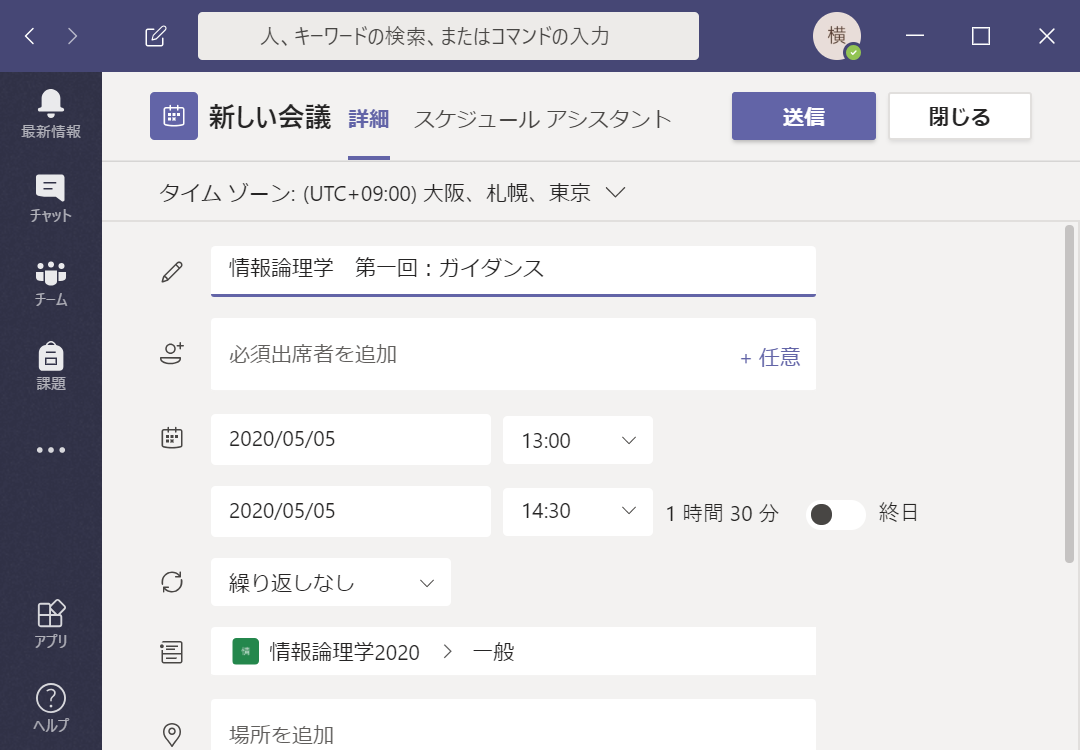 人、キーワードの検索、またはコマンドの入力
横
最新情報
チャット
チーム
課題
アプリ
ヘルプ
新しい会議
詳細
スケジュール アシスタント
送信
閉じる
タイム ゾーン: (UTC+09:00) 大阪、札幌、東京
情報論理学　第一回：ガイダンス
必須出席者を追加
+ 任意
2020/05/05
13:00
2020/05/05
14:30
1 時間 30 分
終日
繰り返しなし
情
情報論理学2020 > 一般
場所を追加